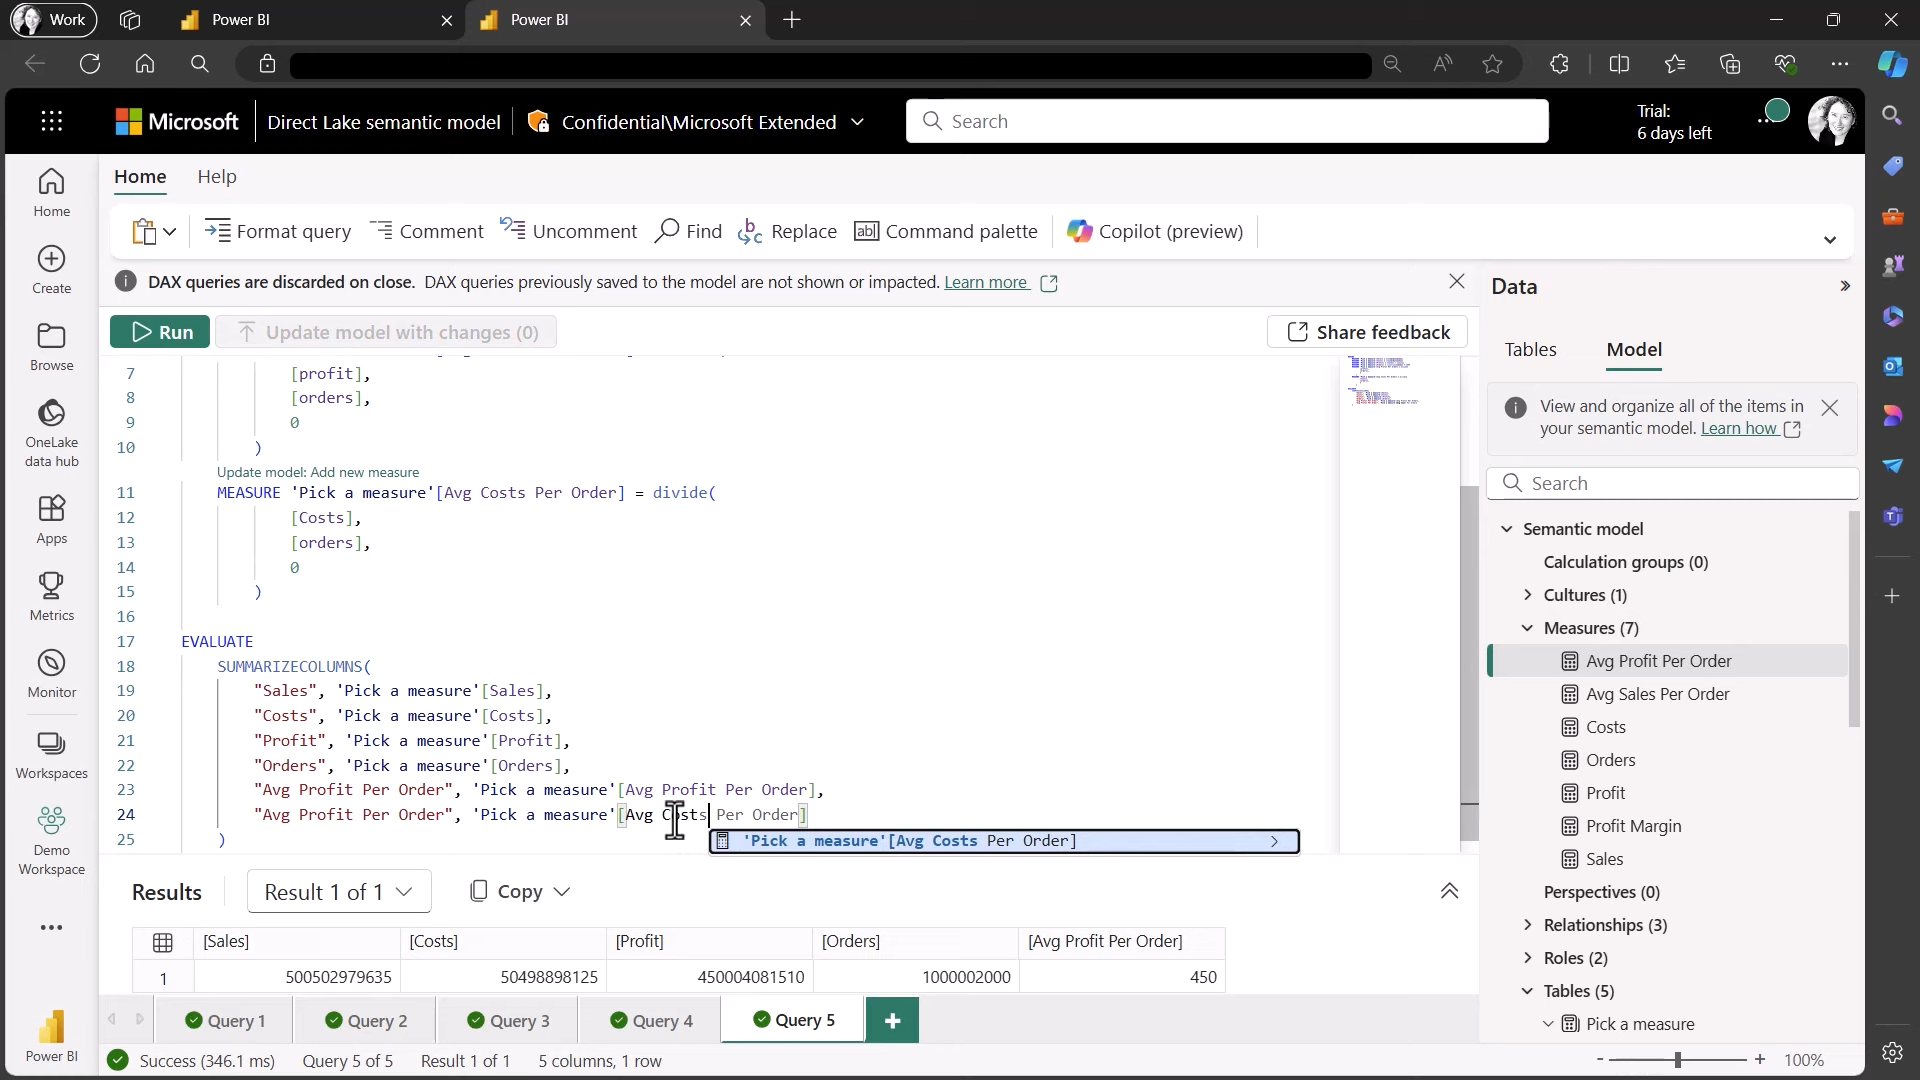 Work
Power BI
Power BI
Microsoft
Direct Lake semantic model
Confidential\Microsoft Extended
Search
Trial:
6 days left
Home
Help
Format query
Comment
Uncomment
Find
Replace
Command palette
Copilot (preview)
DAX queries are discarded on close. DAX queries previously saved to the model are not shown or impacted. Learn more
Run
Update model with changes (0)
Share feedback
Home
Create
Browse
OneLake
data hub
Apps
Metrics
Monitor
Workspaces
Demo
Workspace
Power BI
7 [profit],
8 [orders],
9 0
10 )
Update model: Add new measure
11 MEASURE 'Pick a measure'[Avg Costs Per Order] = divide(
12 [Costs],
13 [orders],
14 0
15 )
16
17 EVALUATE
18 SUMMARIZECOLUMNS(
19 "Sales", 'Pick a measure'[Sales],
20 "Costs", 'Pick a measure'[Costs],
21 "Profit", 'Pick a measure'[Profit],
22 "Orders", 'Pick a measure'[Orders],
23 "Avg Profit Per Order", 'Pick a measure'[Avg Profit Per Order],
24 "Avg Profit Per Order", 'Pick a measure'[Avg Costs Per Order]
'Pick a measure'[Avg Costs Per Order]
25 )
Results
Result 1 of 1
Copy
[Sales] [Costs] [Profit] [Orders] [Avg Profit Per Order]
1 500502979635 50498898125 450004081510 1000002000 450
Query 1
Query 2
Query 3
Query 4
Query 5
Success (346.1 ms)
Query 5 of 5
Result 1 of 1
5 columns, 1 row
100%
Data
Tables
Model
View and organize all of the items in
your semantic model. Learn how
Search
Semantic model
Calculation groups (0)
Cultures (1)
Measures (7)
Avg Profit Per Order
Avg Sales Per Order
Costs
Orders
Profit
Profit Margin
Sales
Perspectives (0)
Relationships (3)
Roles (2)
Tables (5)
Pick a measure